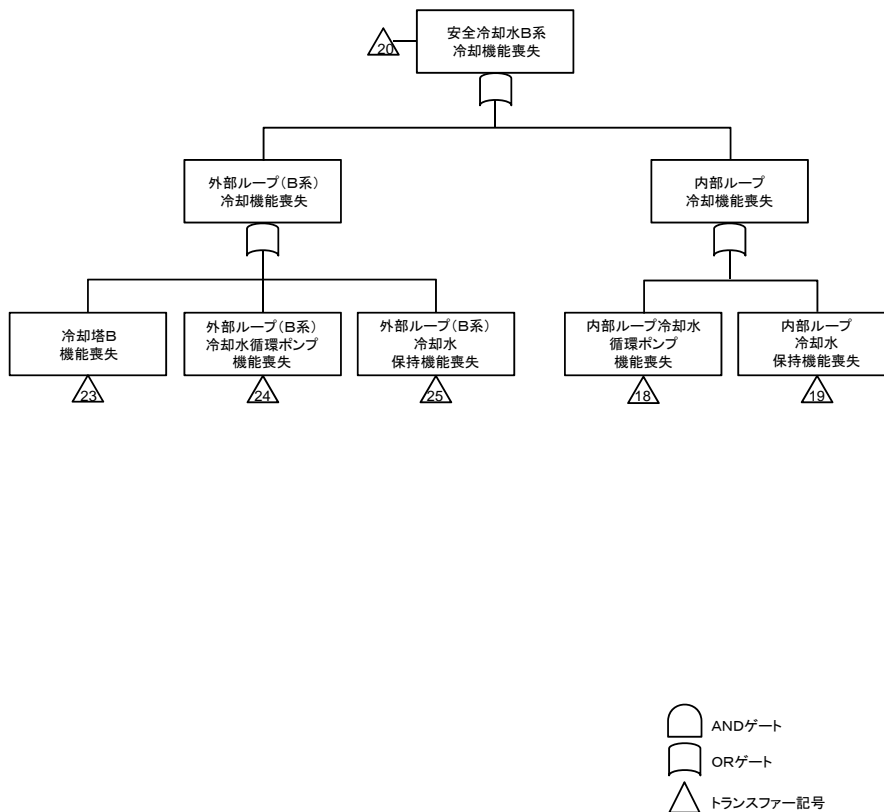 安全冷却水B系
冷却機能喪失
20
外部ループ(B系)
冷却機能喪失
内部ループ
冷却機能喪失
冷却塔B
機能喪失
外部ループ(B系)
冷却水循環ポンプ
機能喪失
外部ループ(B系)
冷却水
保持機能喪失
内部ループ冷却水
循環ポンプ
機能喪失
内部ループ
冷却水
保持機能喪失
23
24
25
18
19
ANDゲート
ORゲート
トランスファー記号